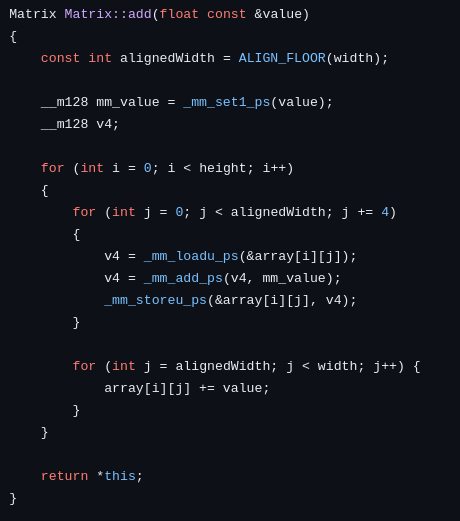 Matrix Matrix::add(float const &value)
{
    const int alignedWidth = ALIGN_FLOOR(width);

    __m128 mm_value = _mm_set1_ps(value);
    __m128 v4;

    for (int i = 0; i < height; i++)
    {
        for (int j = 0; j < alignedWidth; j += 4)
        {
            v4 = _mm_loadu_ps(&array[i][j]);
            v4 = _mm_add_ps(v4, mm_value);
            _mm_storeu_ps(&array[i][j], v4);
        }

        for (int j = alignedWidth; j < width; j++) {
            array[i][j] += value;
        }
    }

    return *this;
}